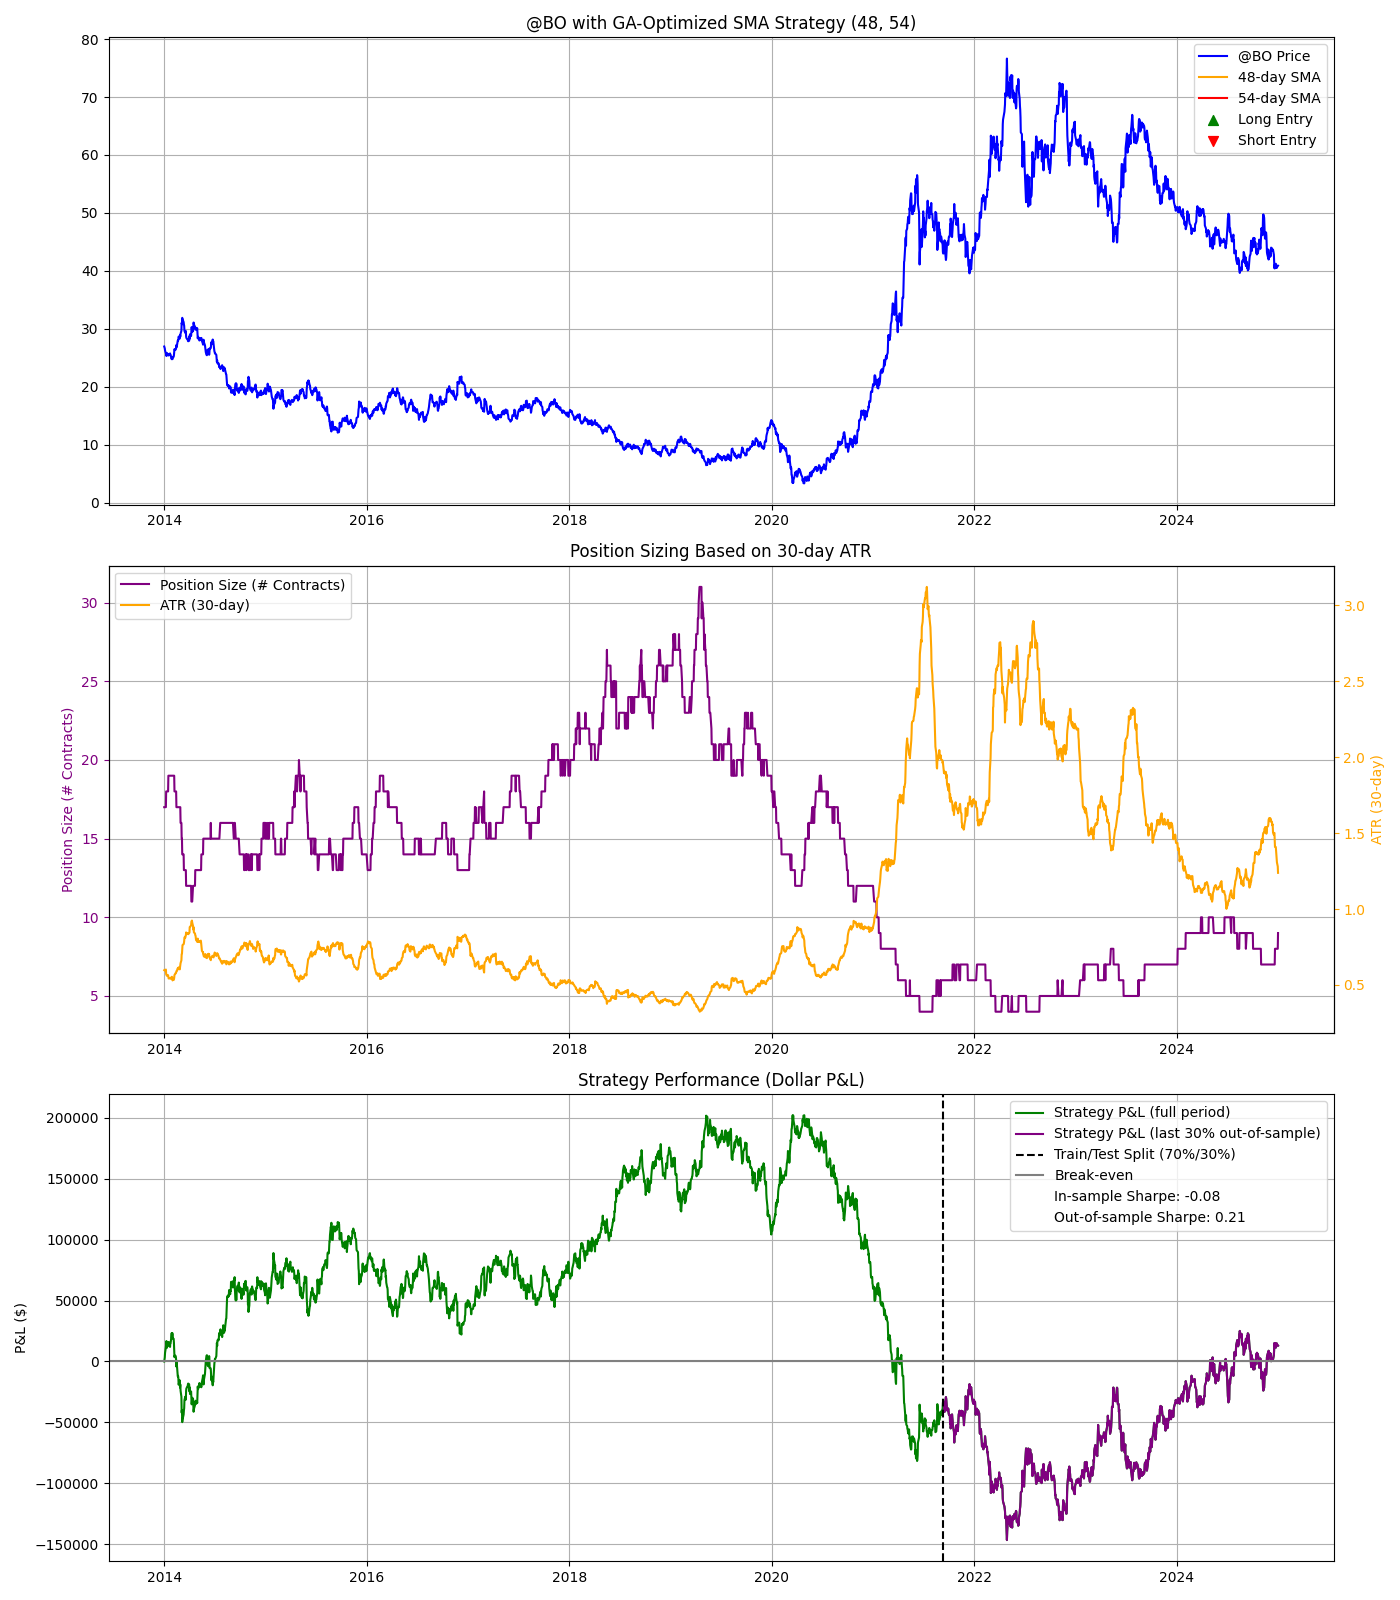 @BO with GA-Optimized SMA Strategy (48, 54)
80
70
60
50
40
30
20
10
0
@BO Price
48-day SMA
54-day SMA
Long Entry
Short Entry
2014 2016 2018 2020 2022 2024
Position Sizing Based on 30-day ATR
Position Size (# Contracts)
30
25
20
15
10
5
Position Size (# Contracts)
ATR (30-day)
3.0
2.5
2.0
1.5
1.0
0.5
ATR (30-day)
2014 2016 2018 2020 2022 2024
Strategy Performance (Dollar P&L)
P&L ($)
200000
150000
100000
50000
0
−50000
−100000
−150000
Strategy P&L (full period)
Strategy P&L (last 30% out-of-sample)
Train/Test Split (70%/30%)
Break-even
In-sample Sharpe: -0.08
Out-of-sample Sharpe: 0.21
2014 2016 2018 2020 2022 2024